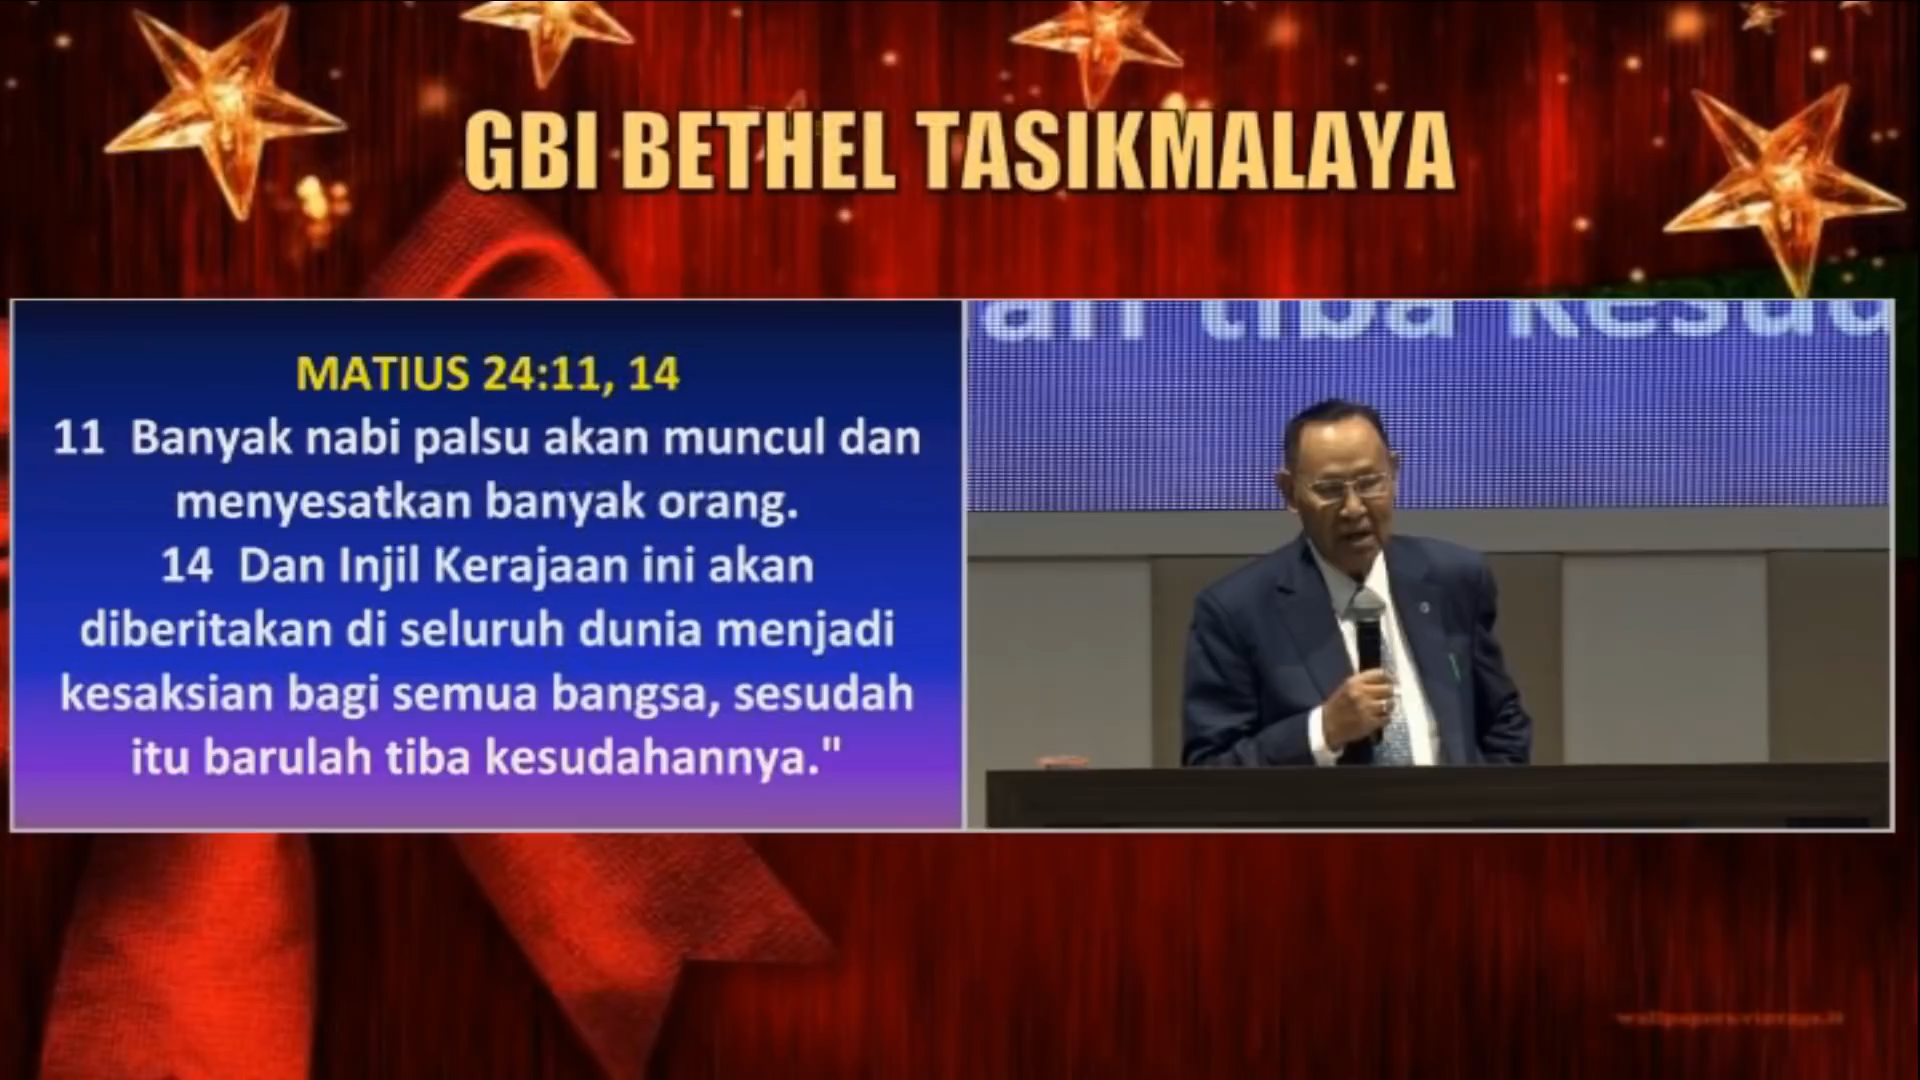 GBI BETHEL TASIKMALAYA
MATIUS 24:11, 14
11 Banyak nabi palsu akan muncul dan
menyesatkan banyak orang.
14 Dan Injil Kerajaan ini akan
diberitakan di seluruh dunia menjadi
kesaksian bagi semua bangsa, sesudah
itu barulah tiba kesudahannya."
tiba